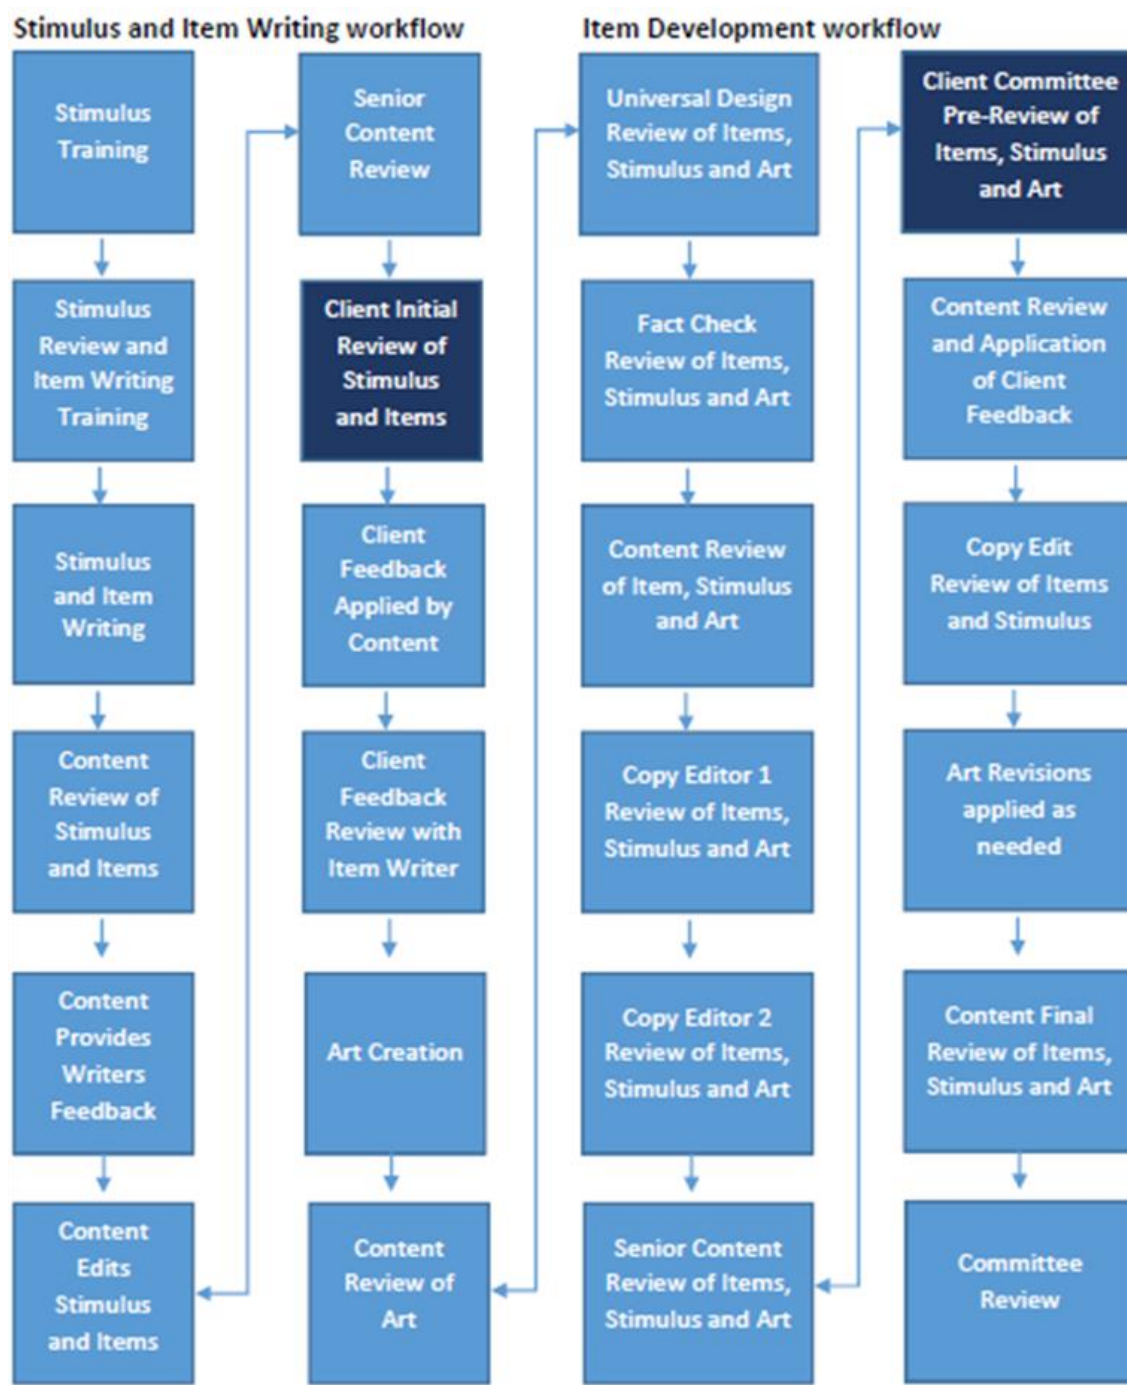 Stimulus and Item Writing workflow
Stimulus
Training
Stimulus
Review and
Item Writing
Training
Stimulus
and Item
Writing
Content
Review of
Stimulus
and Items
Content
Provides
Writers
Feedback
Content
Edits
Stimulus
and Items
Senior
Content
Review
Client Initial
Review of
Stimulus
and Items
Client
Feedback
Applied by
Content
Client
Feedback
Review with
Item Writer
Art Creation
Content
Review of
Art
Item Development workflow
Universal Design
Review of Items,
Stimulus and Art
Fact Check
Review of Items,
Stimulus and Art
Content Review
of Item, Stimulus
and Art
Copy Editor 1
Review of Items,
Stimulus and Art
Copy Editor 2
Review of Items,
Stimulus and Art
Senior Content
Review of Items,
Stimulus and Art
Client Committee
Pre-Review of
Items, Stimulus
and Art
Content Review
and Application
of Client
Feedback
Copy Edit
Review of Items
and Stimulus
Art Revisions
applied as
needed
Content Final
Review of Items,
Stimulus and Art
Committee
Review